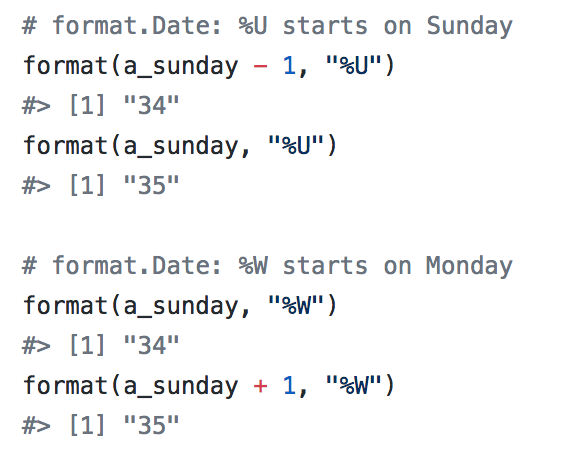 # format.Date: %U starts on Sunday
format(a_sunday - 1, "%U")
#> [1] "34"
format(a_sunday, "%U")
#> [1] "35"
# format.Date: %W starts on Monday
format(a_sunday, "%W")
#> [1] "34"
format(a_sunday + 1, "%W")
#> [1] "35"